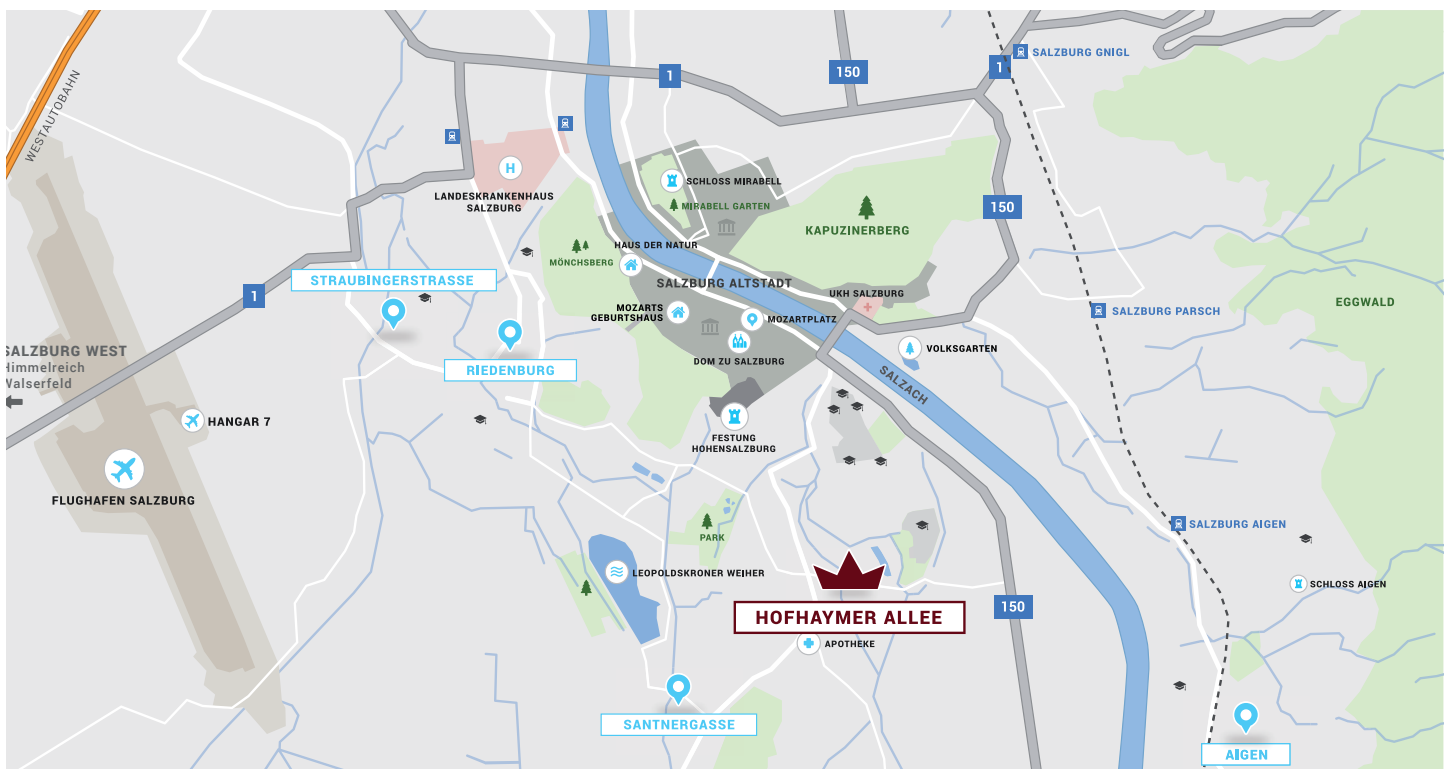 WESTAUTOBAHN
1
150
1
SALZBURG GNIGL
H
LANDESKRANKENHAUS
SALZBURG
SCHLOSS MIRABELL
MIRABELL GARTEN
150
KAPUZINERBERG
HAUS DER NATUR
MÖNCHSBERG
STRAUBINGERSTRASSE
SALZBURG ALTSTADT
UKH SALZBURG
1
EGGWALD
MOZARTS
GEBURTSHAUS
MOZARTPLATZ
SALZBURG PARSCH
SALZBURG WEST
Himmelreich
Walserfeld
VOLKSGARTEN
DOM ZU SALZBURG
RIEDENBURG
SALZACH
HANGAR 7
FESTUNG
HOHENSALZBURG
FLUGHAFEN SALZBURG
SALZBURG AIGEN
PARK
LEOPOLDSKRONER WEIHER
SCHLOSS AIGEN
150
HOFHAYMER ALLEE
APOTHEKE
SANTNERGASSE
AIGEN